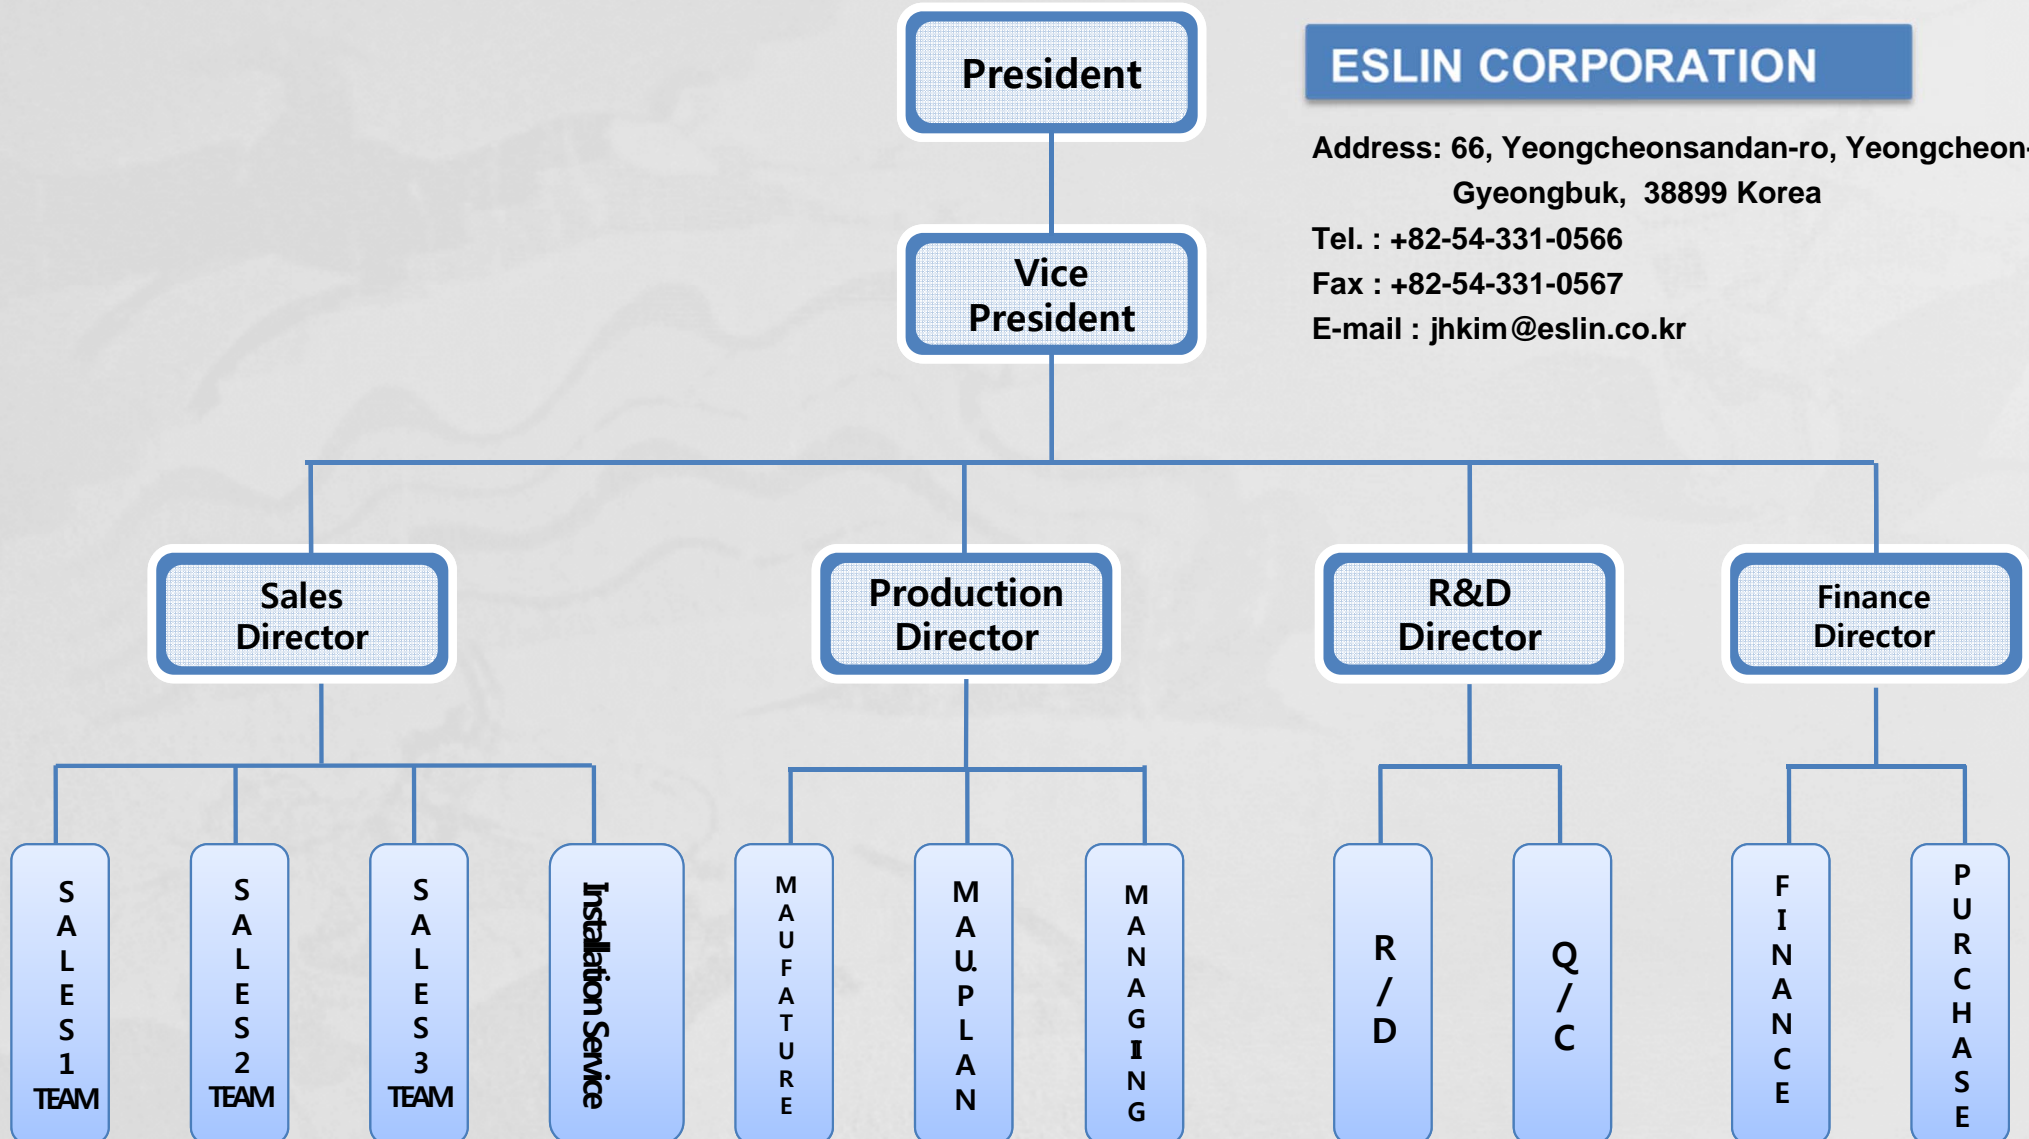 President
ESLIN CORPORATION
Address: 66, Yeongcheonsandan-ro, Yeongcheon-
Gyeongbuk, 38899 Korea
Tel. : +82-54-331-0566
Fax : +82-54-331-0567
E-mail : jhkim@eslin.co.kr
Vice
President
Sales
Director
Production
Director
R&D
Director
Finance
Director
SALES1
TEAM
SALES2
TEAM
SALES3
TEAM
Installation Service
MAUFATURE
MAU.PLAN
MANAGING
R/D
Q/C
FINANCE
PURCHASE